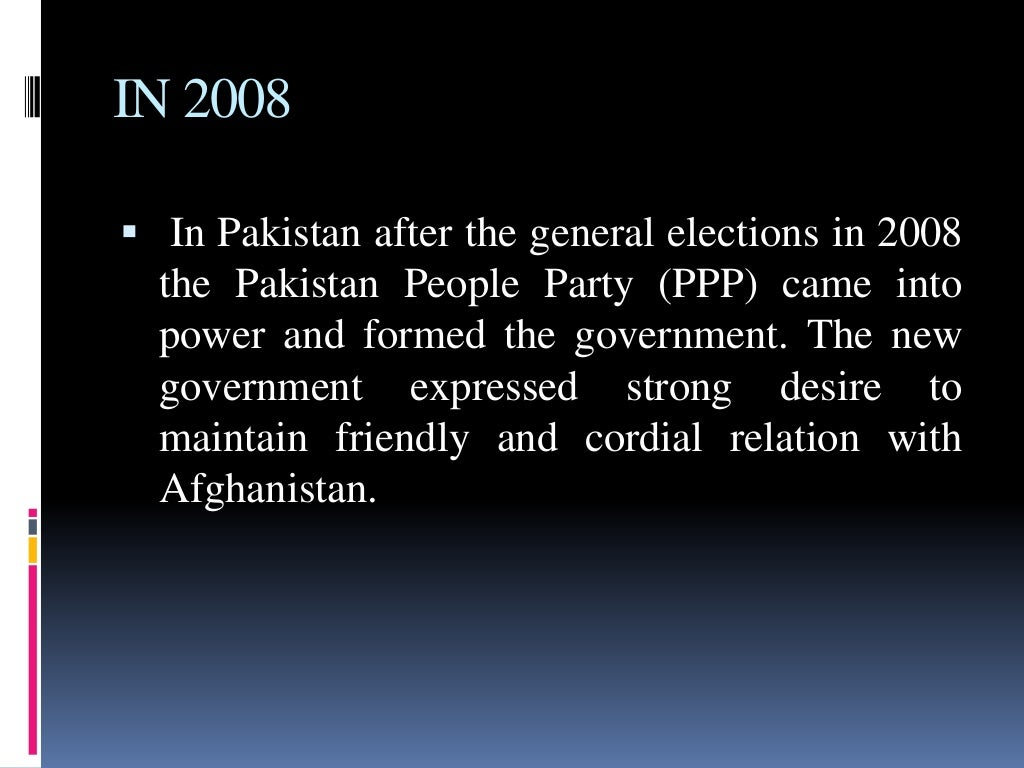 IN 2008
▪ In Pakistan after the general elections in 2008
the Pakistan People Party (PPP) came into
power and formed the government. The new
government expressed strong desire to
maintain friendly and cordial relation with
Afghanistan.